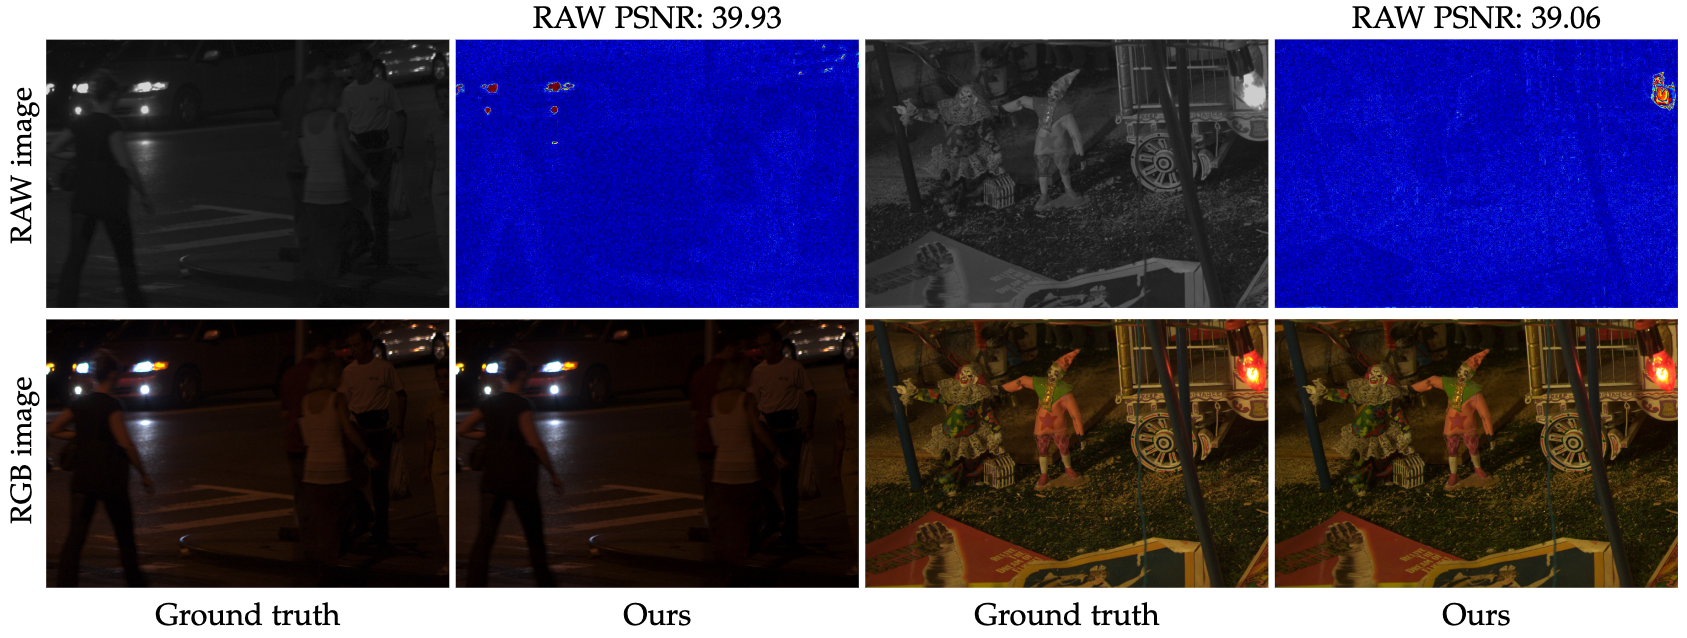 RAW PSNR: 39.93
RAW PSNR: 39.06
RAW image
RGB image
Ground truth
Ours
Ground truth
Ours